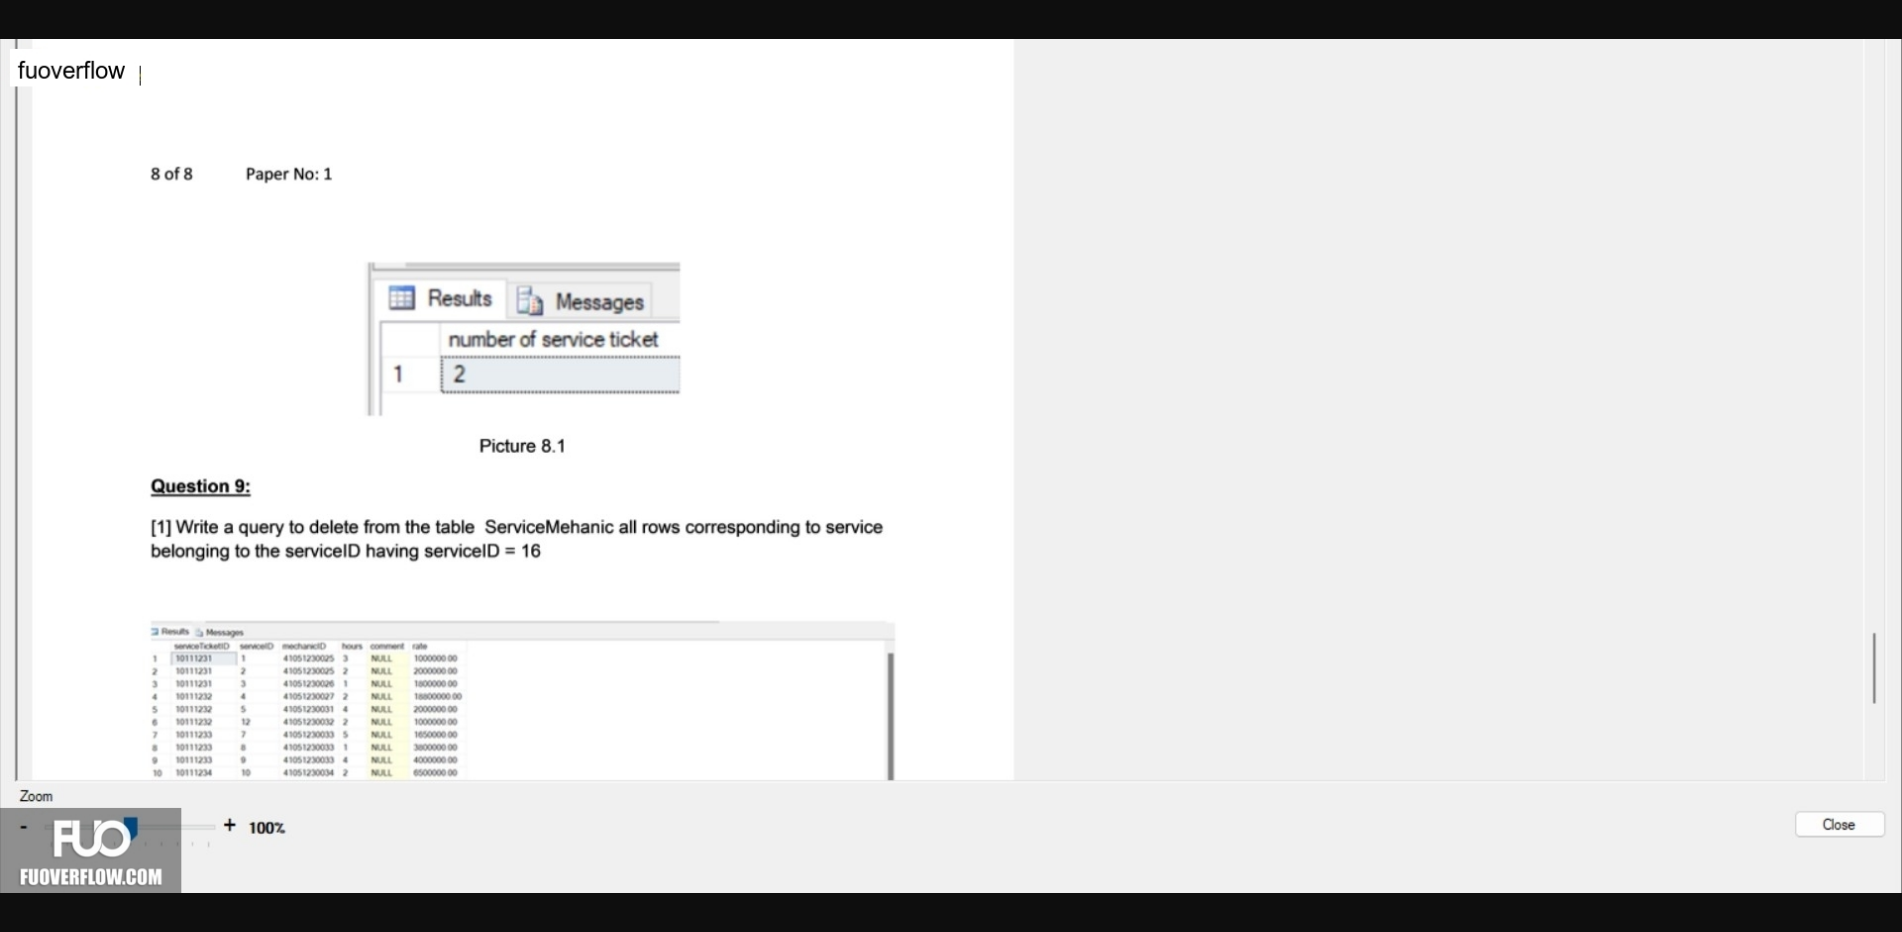 fuoverflow
8 of 8 Paper No: 1
Results Messages
number of service ticket
1 2
Picture 8.1
Question 9:
[1] Write a query to delete from the table ServiceMehanic all rows corresponding to service
belonging to the serviceID having serviceID = 16
Results Messages
serviceTicketID serviceID mechanicID hours comment rate
1 10111231 1 41051230025 3 NULL 1000000.00
2 10111231 2 41051230025 2 NULL 2000000.00
3 10111231 3 41051230026 1 NULL 1800000.00
4 10111232 4 41051230027 2 NULL
5 10111232 5 41051230031 4 NULL 2000000.00
6 10111232 12 41051230032 2 NULL 1000000.00
7 10111233 7 41051230033 5 NULL 1650000.00
8 10111233 8 41051230033 1 NULL 3800000.00
9 10111233 9 41051230033 4 NULL 4000000.00
10 10111234 10 41051230034 2 NULL 6500000.00
Zoom
- + 100%
Close
FUO
FUOVERFLOW.COM